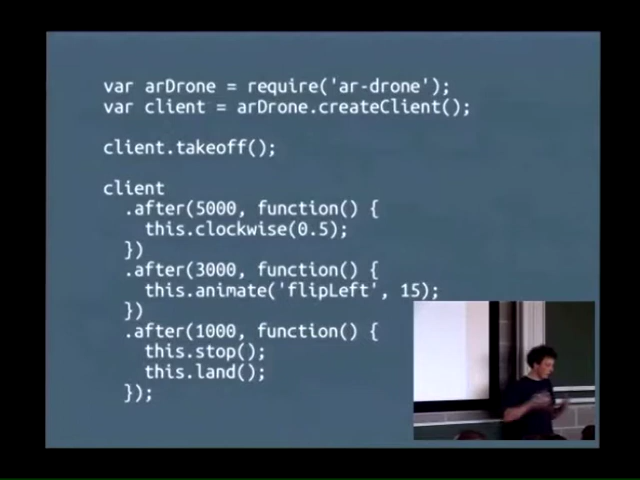 var arDrone = require('ar-drone');
var client = arDrone.createClient();
client.takeoff();
client
.after(5000, function() {
this.clockwise(0.5);
})
.after(3000, function() {
this.animate('flipLeft', 15);
})
.after(1000, function() {
this.stop();
this.land();
});